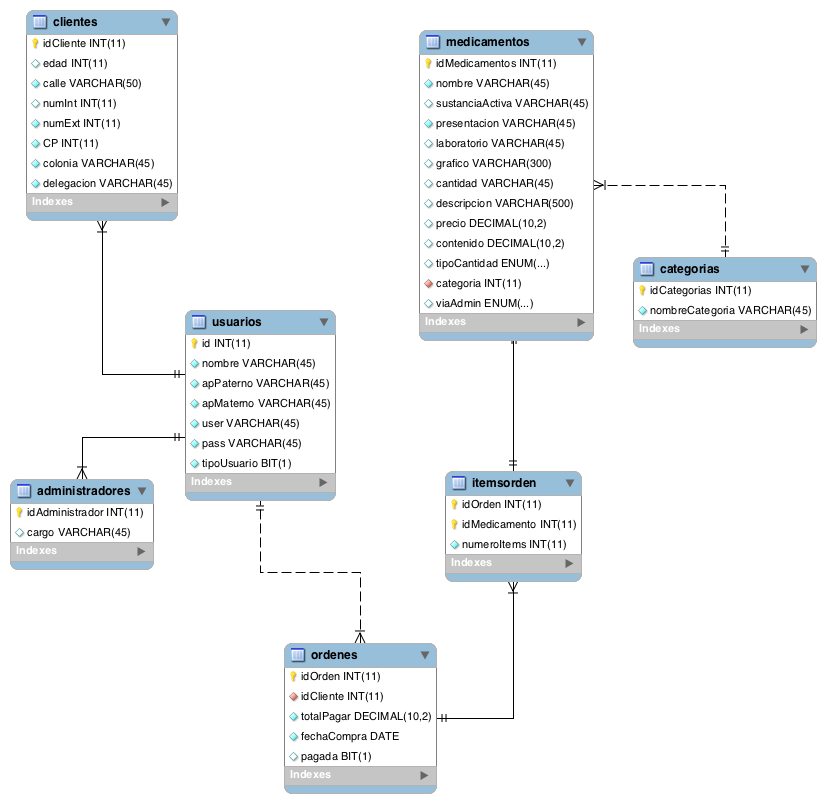 clientes
idCliente INT(11)
edad INT(11)
calle VARCHAR(50)
numInt INT(11)
numExt INT(11)
CP INT(11)
colonia VARCHAR(45)
delegacion VARCHAR(45)
Indexes
medicamentos
idMedicamentos INT(11)
nombre VARCHAR(45)
sustanciaActiva VARCHAR(45)
presentacion VARCHAR(45)
laboratorio VARCHAR(45)
grafico VARCHAR(300)
cantidad VARCHAR(45)
descripcion VARCHAR(500)
precio DECIMAL(10,2)
contenido DECIMAL(10,2)
tipoCantidad ENUM(...)
categoria INT(11)
viaAdmin ENUM(...)
Indexes
categorias
idCategorias INT(11)
nombreCategoria VARCHAR(45)
Indexes
usuarios
id INT(11)
nombre VARCHAR(45)
apPaterno VARCHAR(45)
apMaterno VARCHAR(45)
user VARCHAR(45)
pass VARCHAR(45)
tipoUsuario BIT(1)
Indexes
administradores
idAdministrador INT(11)
cargo VARCHAR(45)
Indexes
itemsorden
idOrden INT(11)
idMedicamento INT(11)
numeroItems INT(11)
Indexes
ordenes
idOrden INT(11)
idCliente INT(11)
totalPagar DECIMAL(10,2)
fechaCompra DATE
pagada BIT(1)
Indexes